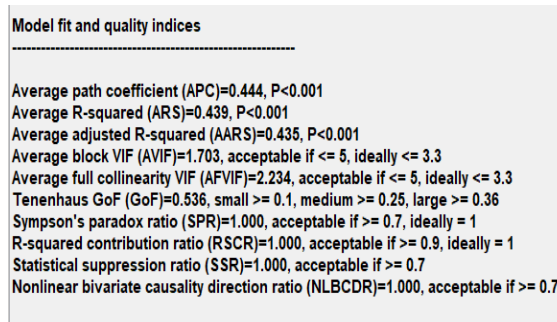 Model fit and quality indices
------------------------------------------------------------
Average path coefficient (APC)=0.444, P<0.001
Average R-squared (ARS)=0.439, P<0.001
Average adjusted R-squared (AARS)=0.435, P<0.001
Average block VIF (AVIF)=1.703, acceptable if <= 5, ideally <= 3.3
Average full collinearity VIF (AFVIF)=2.234, acceptable if <= 5, ideally <= 3.3
Tenenhaus GoF (GoF)=0.536, small >= 0.1, medium >= 0.25, large >= 0.36
Sympson's paradox ratio (SPR)=1.000, acceptable if >= 0.7, ideally = 1
R-squared contribution ratio (RSCR)=1.000, acceptable if >= 0.9, ideally = 1
Statistical suppression ratio (SSR)=1.000, acceptable if >= 0.7
Nonlinear bivariate causality direction ratio (NLBCDR)=1.000, acceptable if >= 0.7